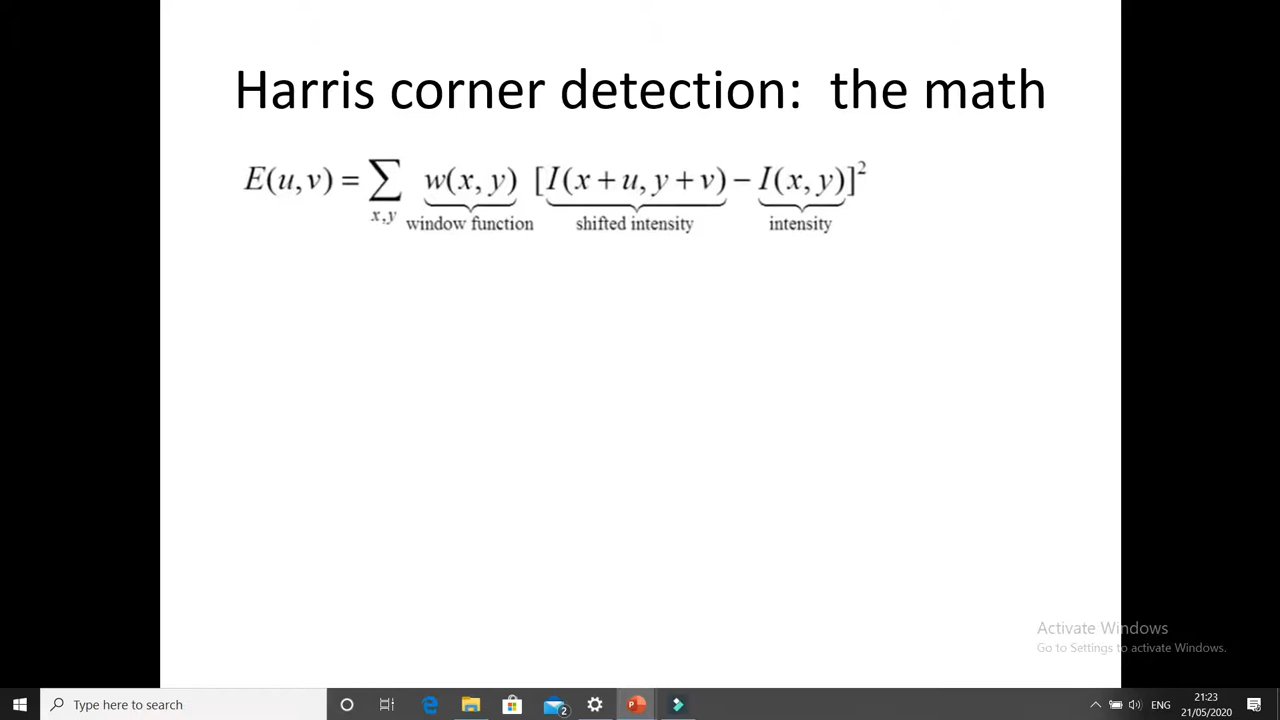 Harris corner detection: the math
E(u,v) = ∑ w(x,y) [I(x+u,y+v) − I(x,y)]²
x,y window function shifted intensity intensity
Activate Windows
Go to Settings to activate Windows.
Type here to search
2
ENG
21:23
21/05/2020